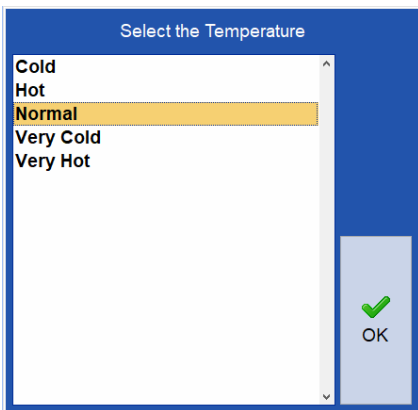 Select the Temperature
Cold
Hot
Normal
Very Cold
Very Hot
OK